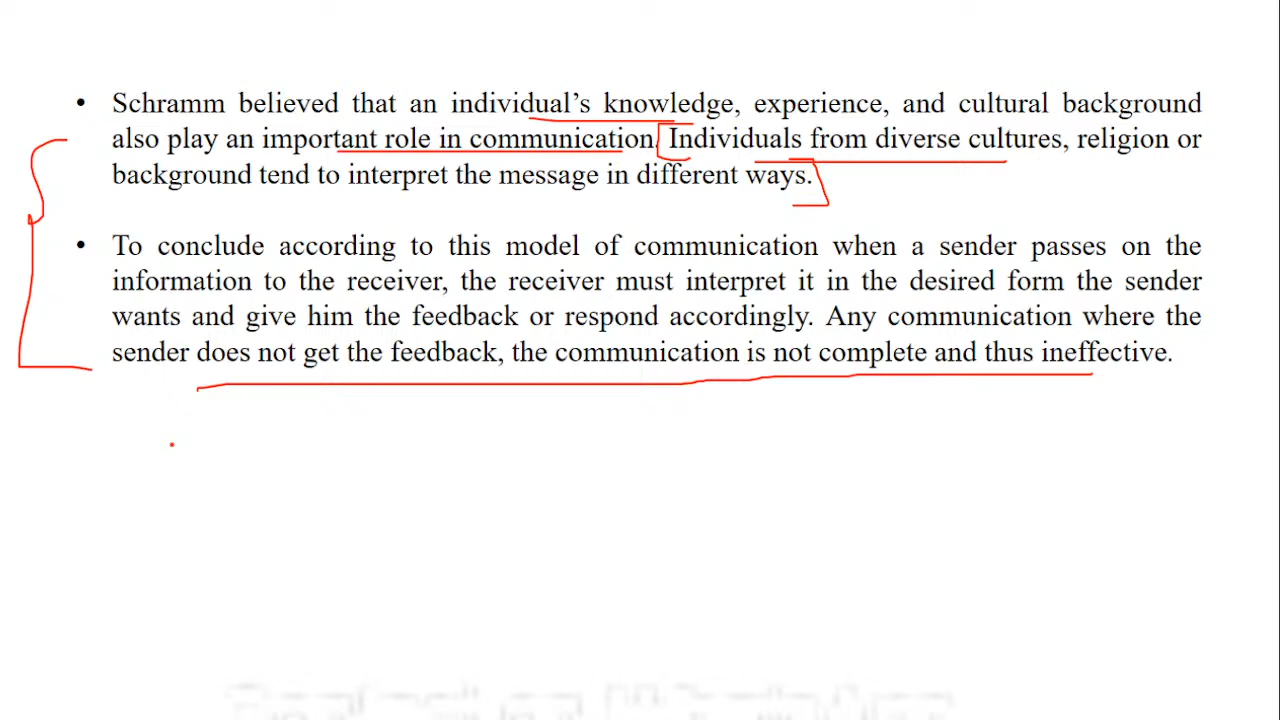 • Schramm believed that an individual's knowledge, experience, and cultural background
also play an important role in communication. Individuals from diverse cultures, religion or
background tend to interpret the message in different ways.
• To conclude according to this model of communication when a sender passes on the
information to the receiver, the receiver must interpret it in the desired form the sender
wants and give him the feedback or respond accordingly. Any communication where the
sender does not get the feedback, the communication is not complete and thus ineffective.